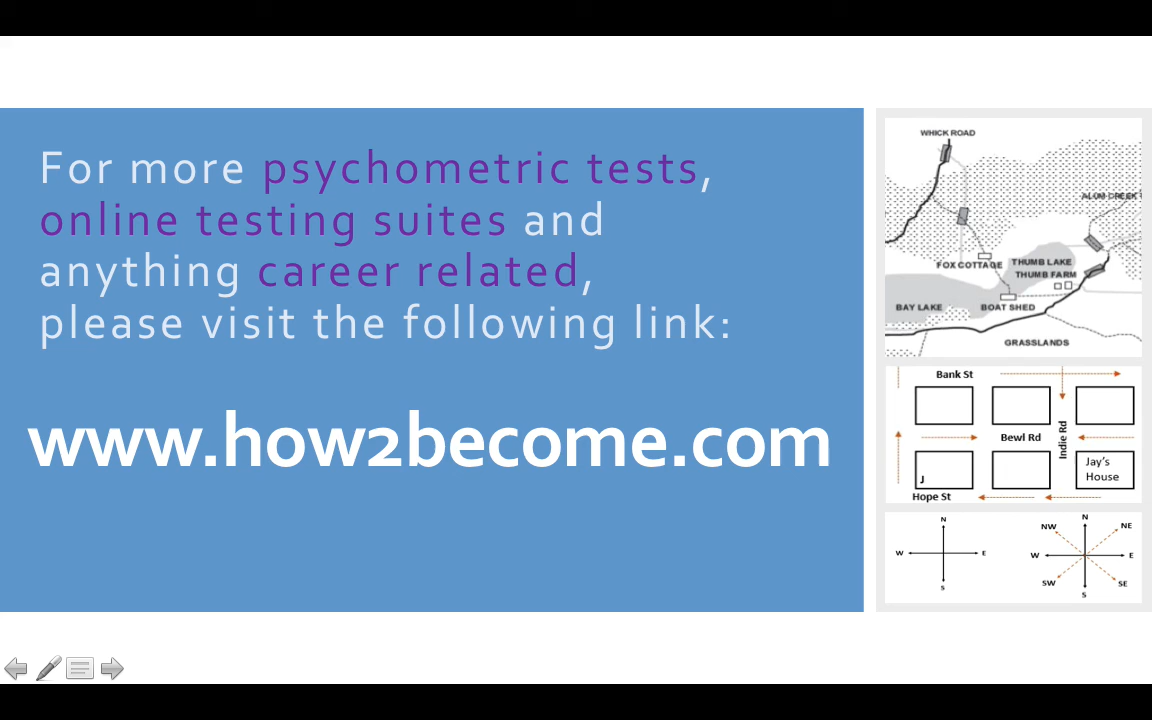 For more psychometric tests,
online testing suites and
anything career related,
please visit the following link:
www.how2become.com
WHICK ROAD
ALUM CREEK
FOX COTTAGE
THUMB LAKE
THUMB FARM
BAY LAKE
BOAT SHED
GRASSLANDS
Bank St
Bewl Rd
Indie Rd
J
Jay's
House
Hope St
N
W
E
S
N
NW
NE
W
E
SW
SE
S